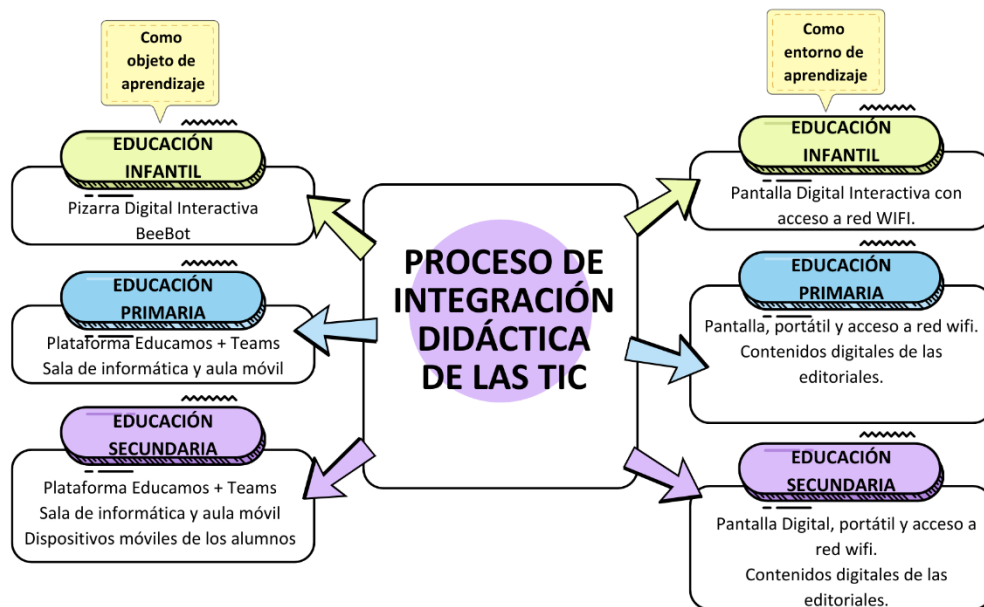 Como
objeto de
aprendizaje
EDUCACIÓN
INFANTIL
Pizarra Digital Interactiva
BeeBot
EDUCACIÓN
PRIMARIA
Plataforma Educamos + Teams
Sala de informática y aula móvil
EDUCACIÓN
SECUNDARIA
Plataforma Educamos + Teams
Sala de informática y aula móvil
Dispositivos móviles de los alumnos
PROCESO DE
INTEGRACIÓN
DIDÁCTICA
DE LAS TIC
Como
entorno de
aprendizaje
EDUCACIÓN
INFANTIL
Pantalla Digital Interactiva con
acceso a red WIFI.
EDUCACIÓN
PRIMARIA
Pantalla, portátil y acceso a red wifi.
Contenidos digitales de las
editoriales.
EDUCACIÓN
SECUNDARIA
Pantalla Digital, portátil y acceso a
red wifi.
Contenidos digitales de las
editoriales.